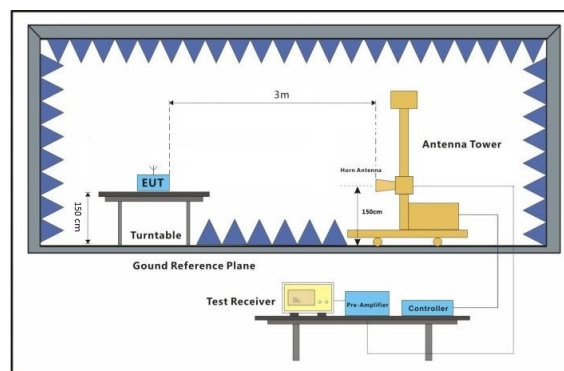 3m
Antenna Tower
Horn Antenna
EUT
150 cm
150cm
Turntable
Gound Reference Plane
Test Receiver
Pre-Amplifier
Controller